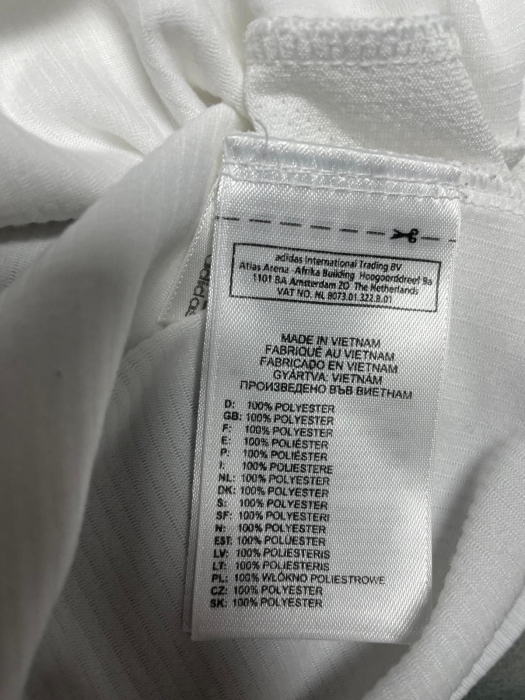 adidas International Trading BV
Atlas Arena - Afrika Building Hoogoorddreef 9a
1101 BA Amsterdam ZO The Netherlands
VAT NO. NL 8073.01.322.B.01
MADE IN VIETNAM
FABRIQUÉ AU VIETNAM
FABRICADO EN VIETNAM
GYÁRTVA: VIETNÁM
ПРОИЗВЕДЕНО ВЪВ ВИЕТНАМ
D: 100% POLYESTER
GB: 100% POLYESTER
F: 100% POLYESTER
E: 100% POLIÉSTER
P: 100% POLIÉSTER
I: 100% POLIESTERE
NL: 100% POLYESTER
DK: 100% POLYESTER
S: 100% POLYESTER
SF: 100% POLYESTERI
N: 100% POLYESTER
EST: 100% POLÜESTER
LV: 100% POLIESTERIS
LT: 100% POLIESTERIS
PL: 100% WŁÓKNO POLIESTROWE
CZ: 100% POLYESTER
SK: 100% POLYESTER
adidas